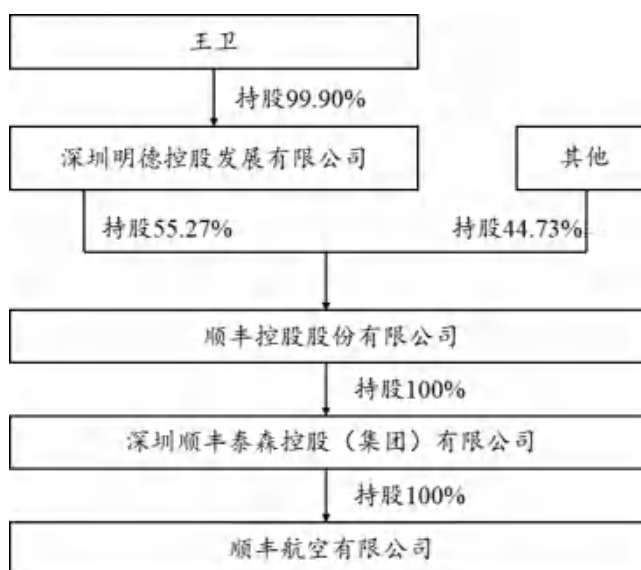 王卫
持股99.90%
深圳明德控股发展有限公司
其他
持股55.27%
持股44.73%
顺丰控股股份有限公司
持股100%
深圳顺丰泰森控股（集团）有限公司
持股100%
顺丰航空有限公司